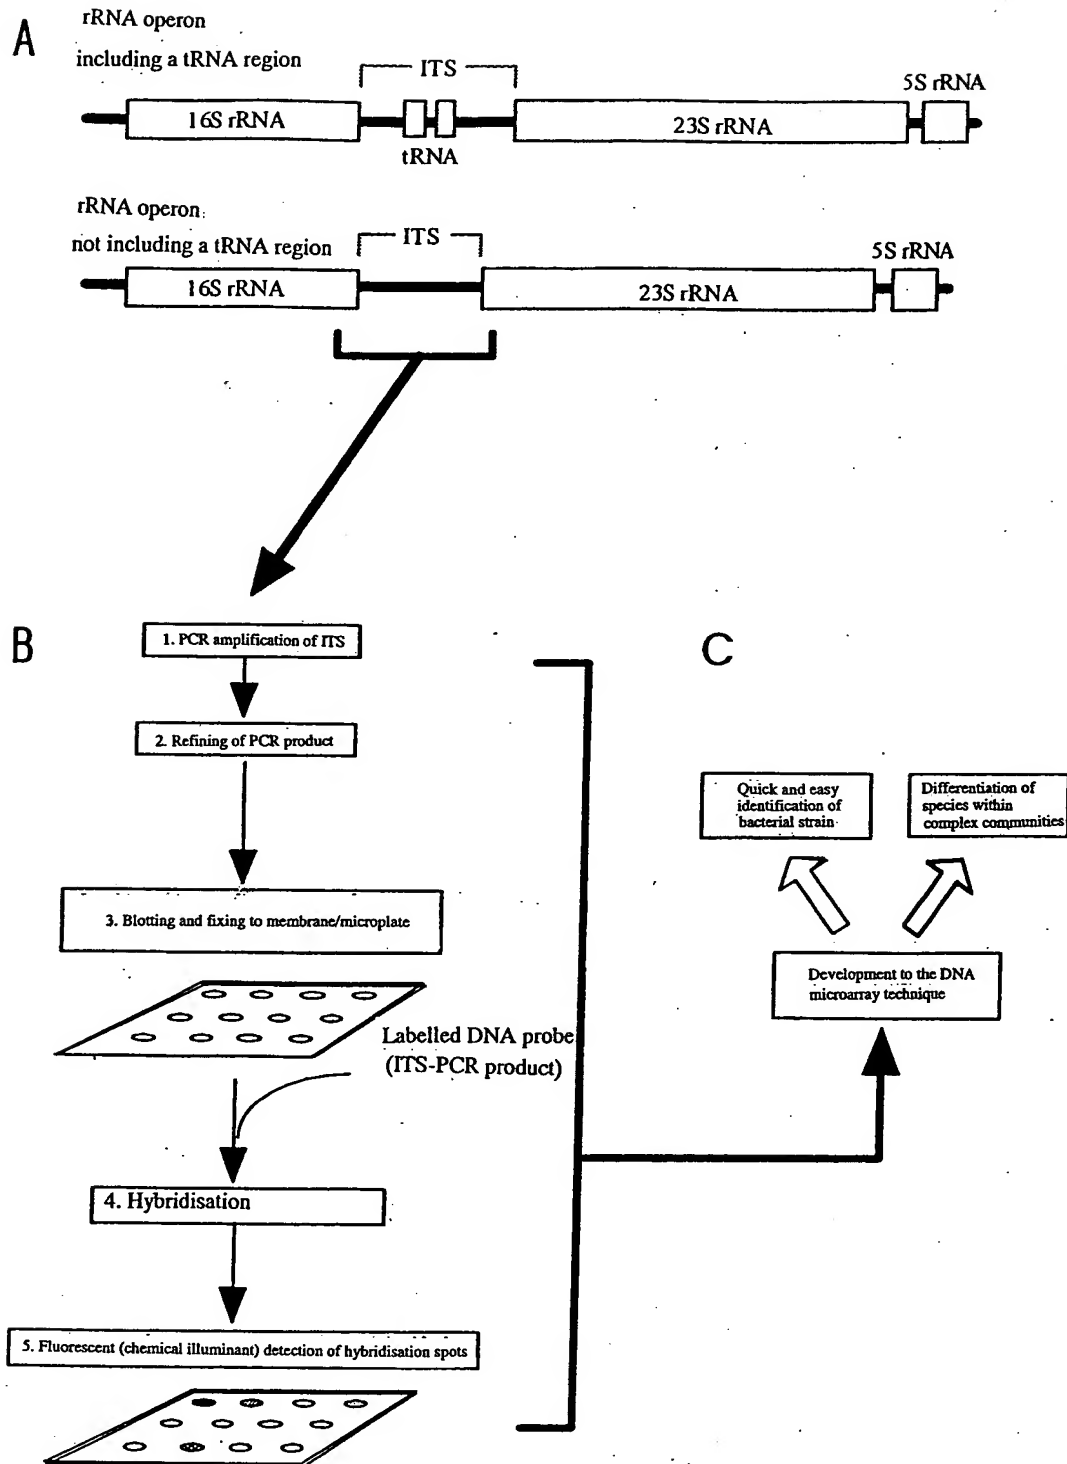 A
rRNA operon
including a tRNA region
ITS
5S rRNA
16S rRNA
23S rRNA
tRNA
rRNA operon
not including a tRNA region
ITS
5S rRNA
16S rRNA
23S rRNA
B
1. PCR amplification of ITS
2. Refining of PCR product
3. Blotting and fixing to membrane/microplate
Labelled DNA probe
(ITS-PCR product)
4. Hybridisation
5. Fluorescent (chemical illuminant) detection of hybridisation spots
C
Quick and easy
identification of
bacterial strain
Differentiation of
species within
complex communities
Development to the DNA
microarray technique